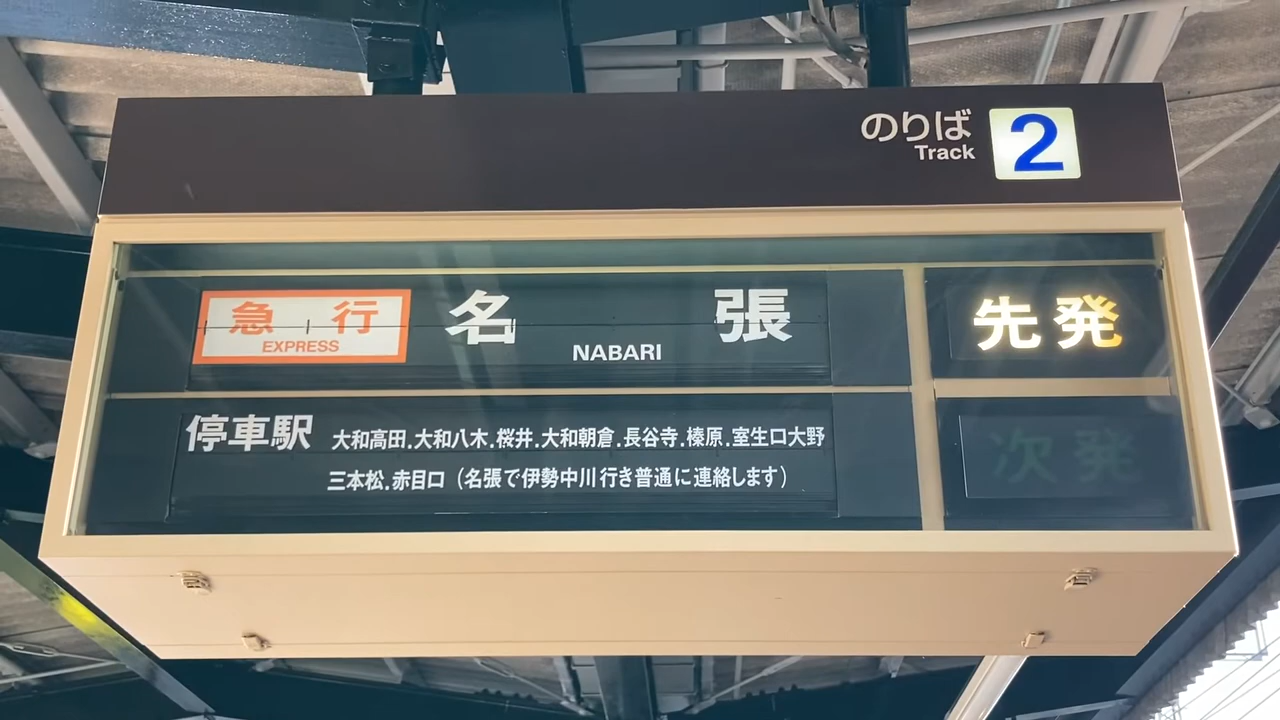 のりば 2
Track
急行 名張 先発
EXPRESS NABARI
停車駅 大和高田.大和八木.桜井.大和朝倉.長谷寺.榛原.室生口大野
三本松.赤目口（名張で伊勢中川行き普通に連絡します）
次発